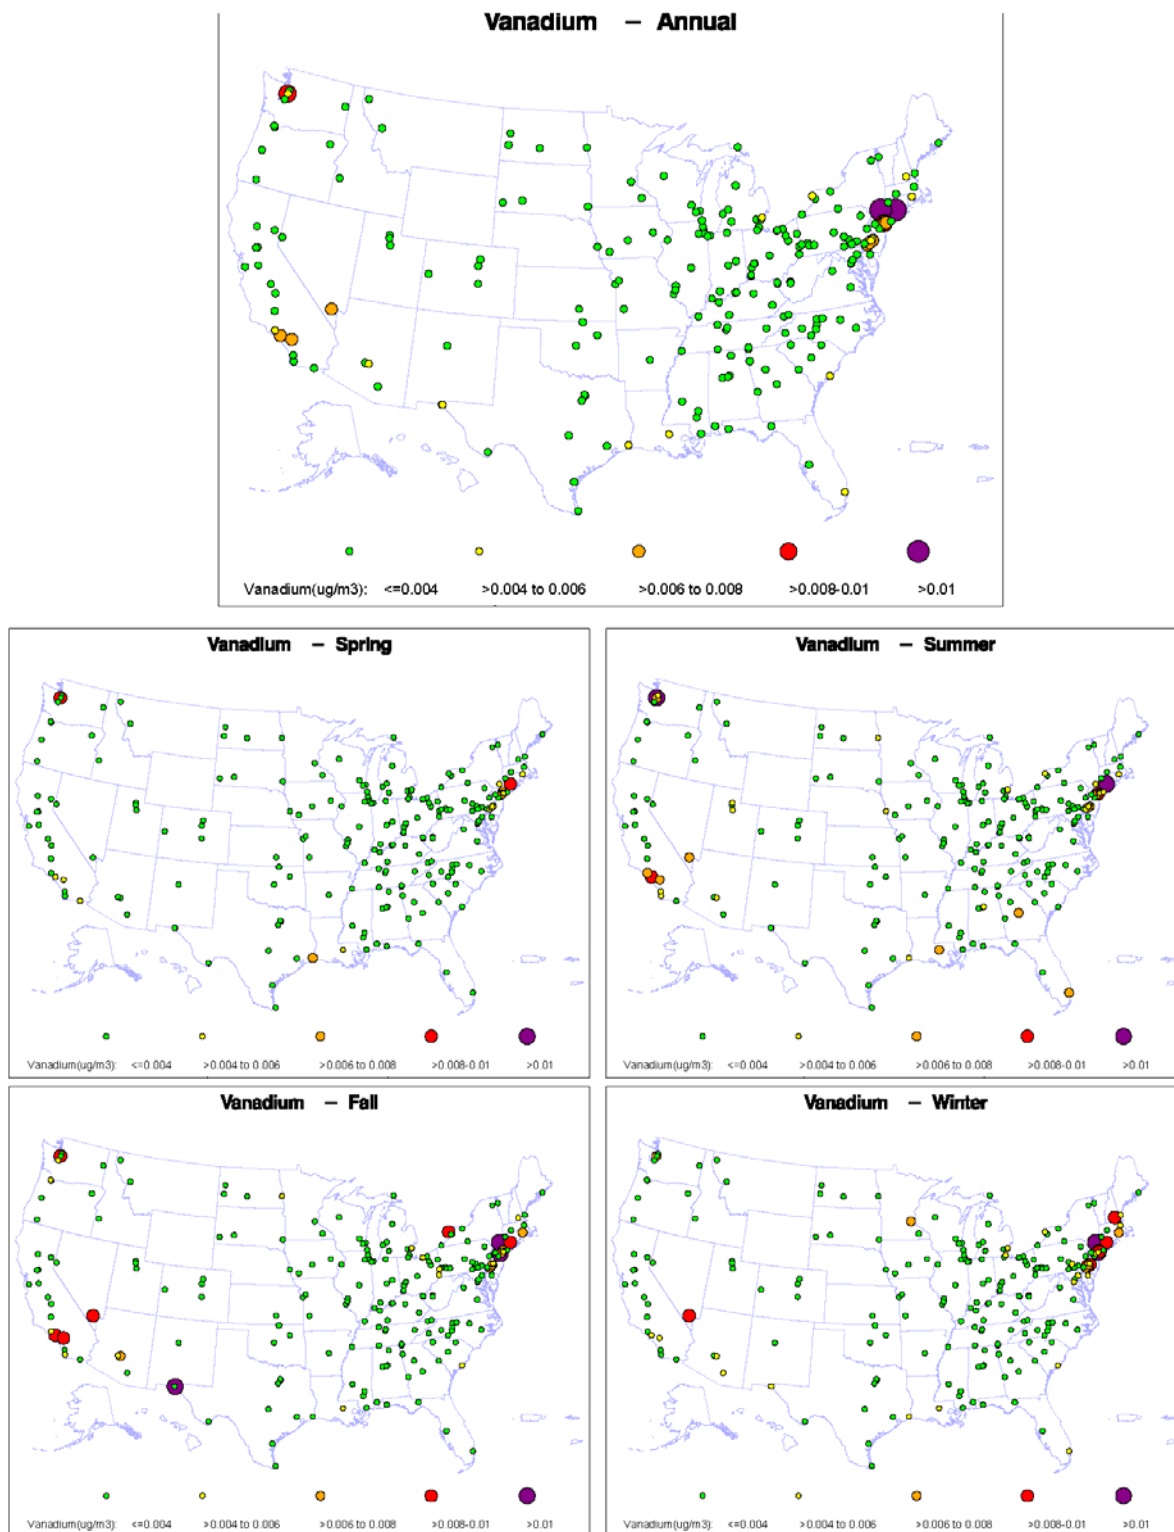 Vanadium – Annual
Vanadium(ug/m3): <=0.004 >0.004 to 0.006 >0.006 to 0.008 >0.008-0.01 >0.01
Vanadium – Spring
Vanadium – Summer
Vanadium(ug/m3): <=0.004 >0.004 to 0.006 >0.006 to 0.008 >0.008-0.01 >0.01
Vanadium(ug/m3): <=0.004 >0.004 to 0.006 >0.006 to 0.008 >0.008-0.01 >0.01
Vanadium – Fall
Vanadium – Winter
Vanadium(ug/m3): <=0.004 >0.004 to 0.006 >0.006 to 0.008 >0.008-0.01 >0.01
Vanadium(ug/m3): <=0.004 >0.004 to 0.006 >0.006 to 0.008 >0.008-0.01 >0.01